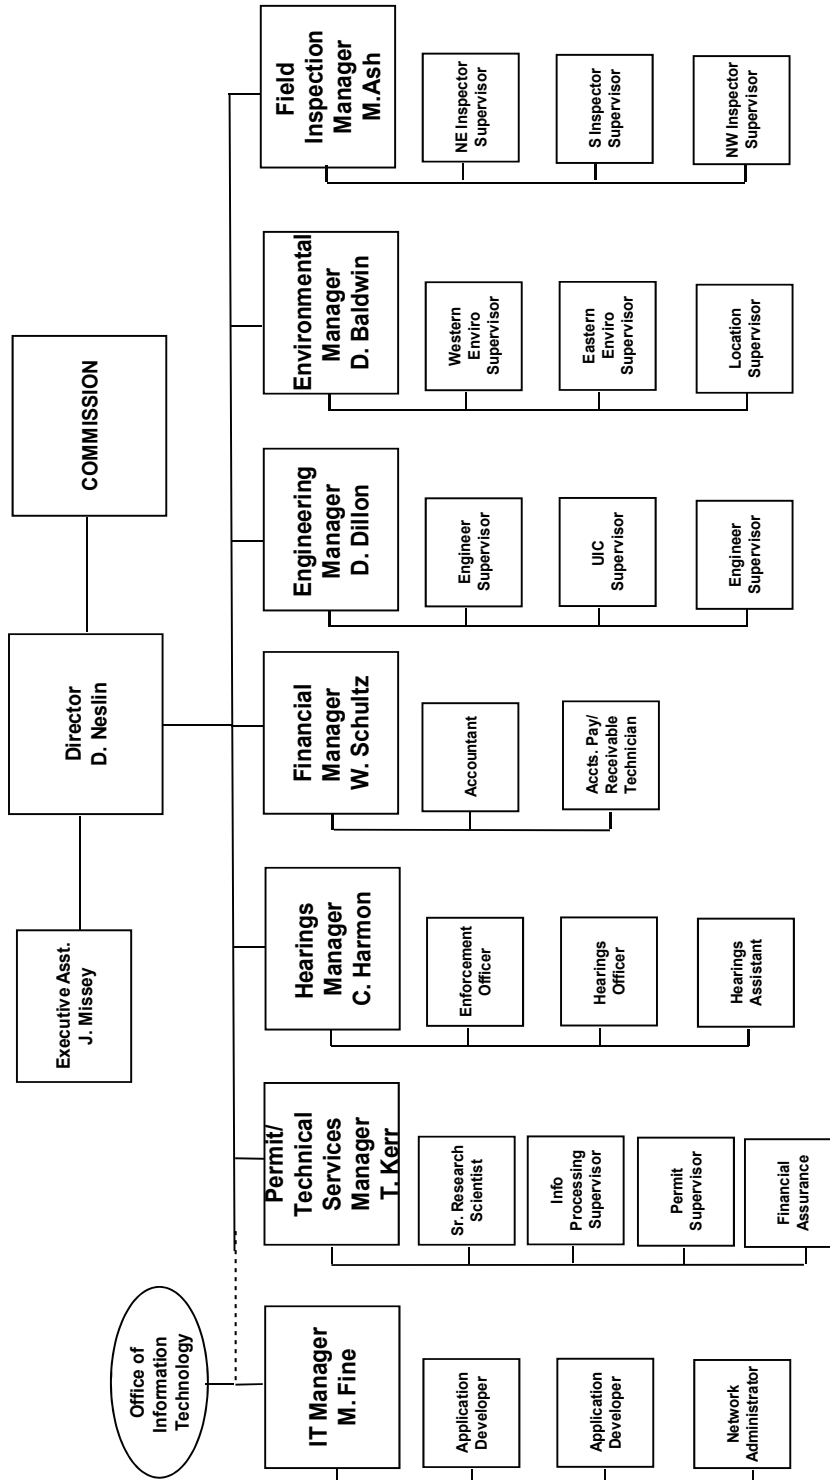 COMMISSION
Director
D. Neslin
Executive Asst.
J. Missey
Office of
Information
Technology
IT Manager
M. Fine
Application
Developer
Application
Developer
Network
Administrator
Permit/
Technical
Services
Manager
T. Kerr
Sr. Research
Scientist
Info
Processing
Supervisor
Permit
Supervisor
Financial
Assurance
Hearings
Manager
C. Harmon
Enforcement
Officer
Hearings
Officer
Hearings
Assistant
Financial
Manager
W. Schultz
Accountant
Accts. Pay/
Receivable
Technician
Engineering
Manager
D. Dillon
Engineer
Supervisor
UIC
Supervisor
Engineer
Supervisor
Environmental
Manager
D. Baldwin
Western
Enviro
Supervisor
Eastern
Enviro
Supervisor
Location
Supervisor
Field
Inspection
Manager
M.Ash
NE Inspector
Supervisor
S Inspector
Supervisor
NW Inspector
Supervisor